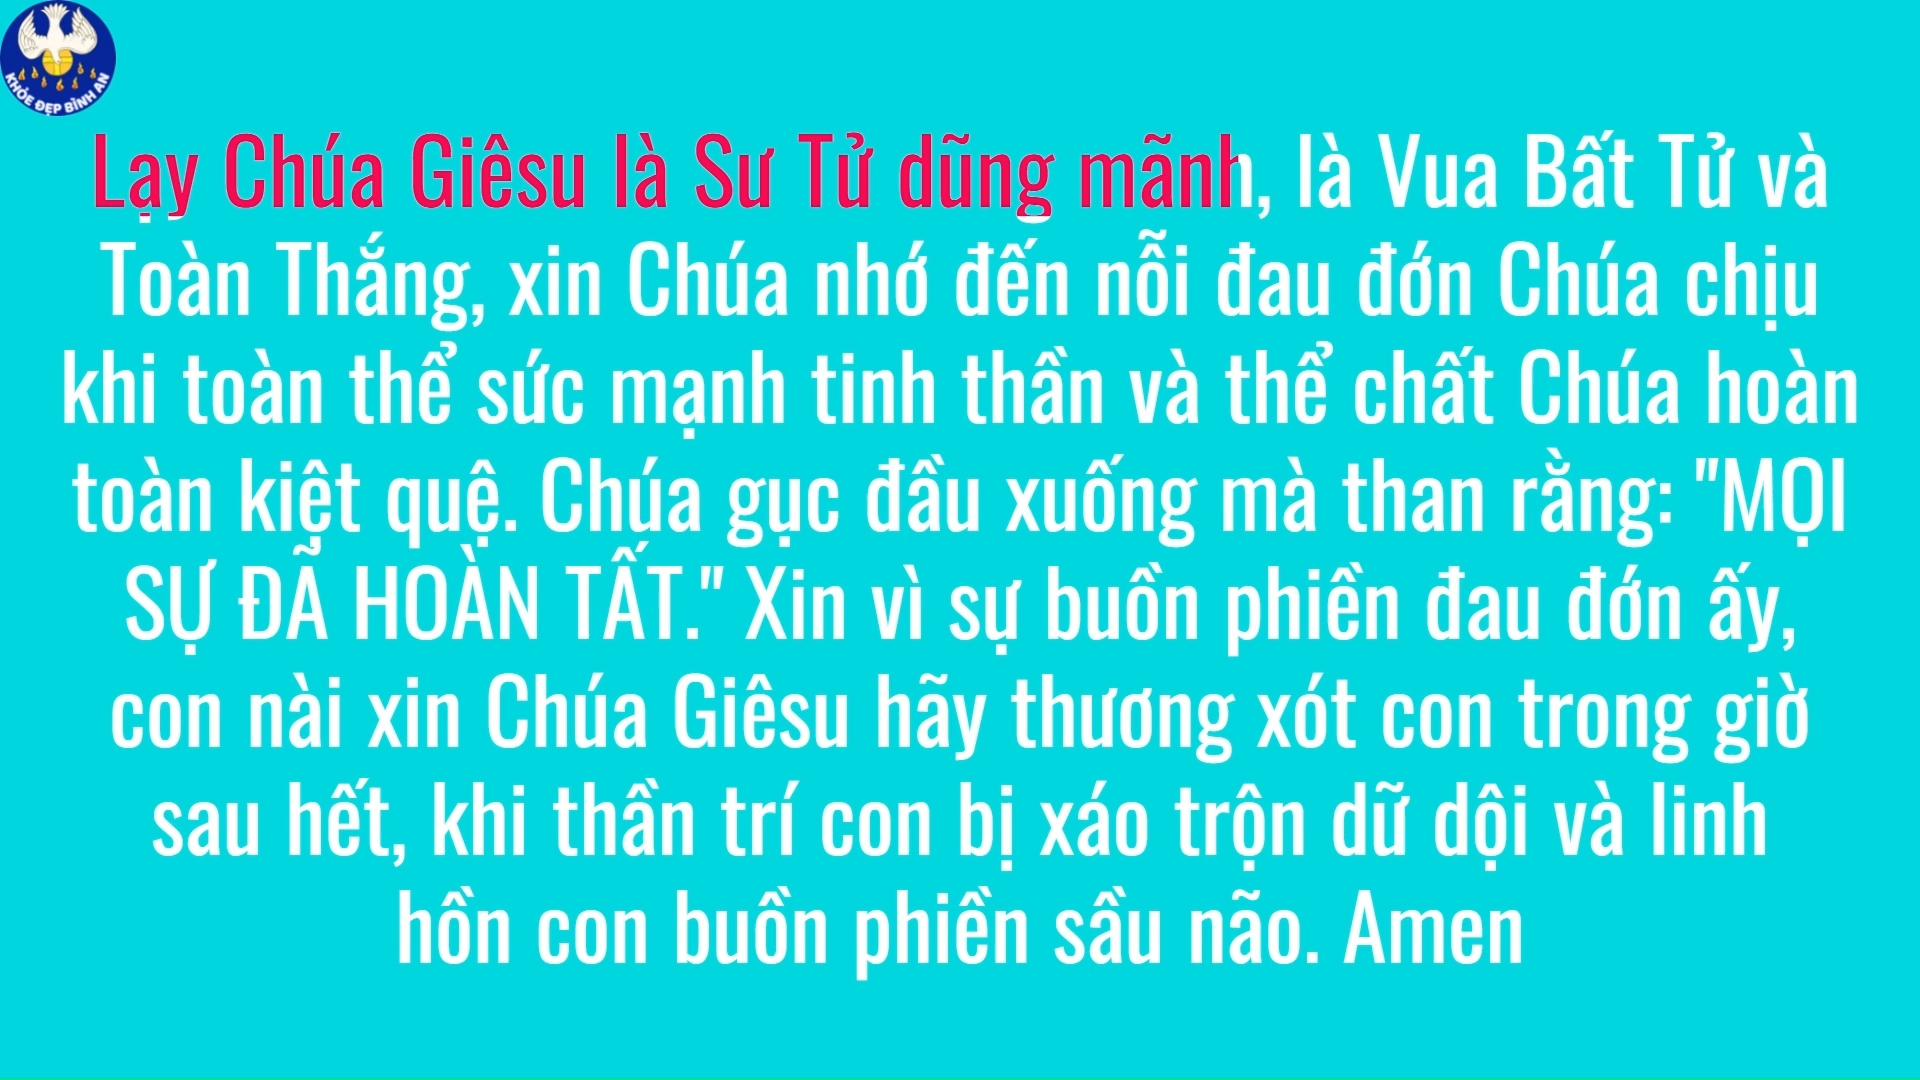 KHỎE ĐẸP BÌNH AN
Lạy Chúa Giêsu là Sư Tử dũng mãnh, là Vua Bất Tử và
Toàn Thắng, xin Chúa nhớ đến nỗi đau đớn Chúa chịu
khi toàn thể sức mạnh tinh thần và thể chất Chúa hoàn
toàn kiệt quệ. Chúa gục đầu xuống mà than rằng: "MỌI
SỰ ĐÃ HOÀN TẤT." Xin vì sự buồn phiền đau đớn ấy,
con nài xin Chúa Giêsu hãy thương xót con trong giờ
sau hết, khi thần trí con bị xáo trộn dữ dội và linh
hồn con buồn phiền sầu não. Amen